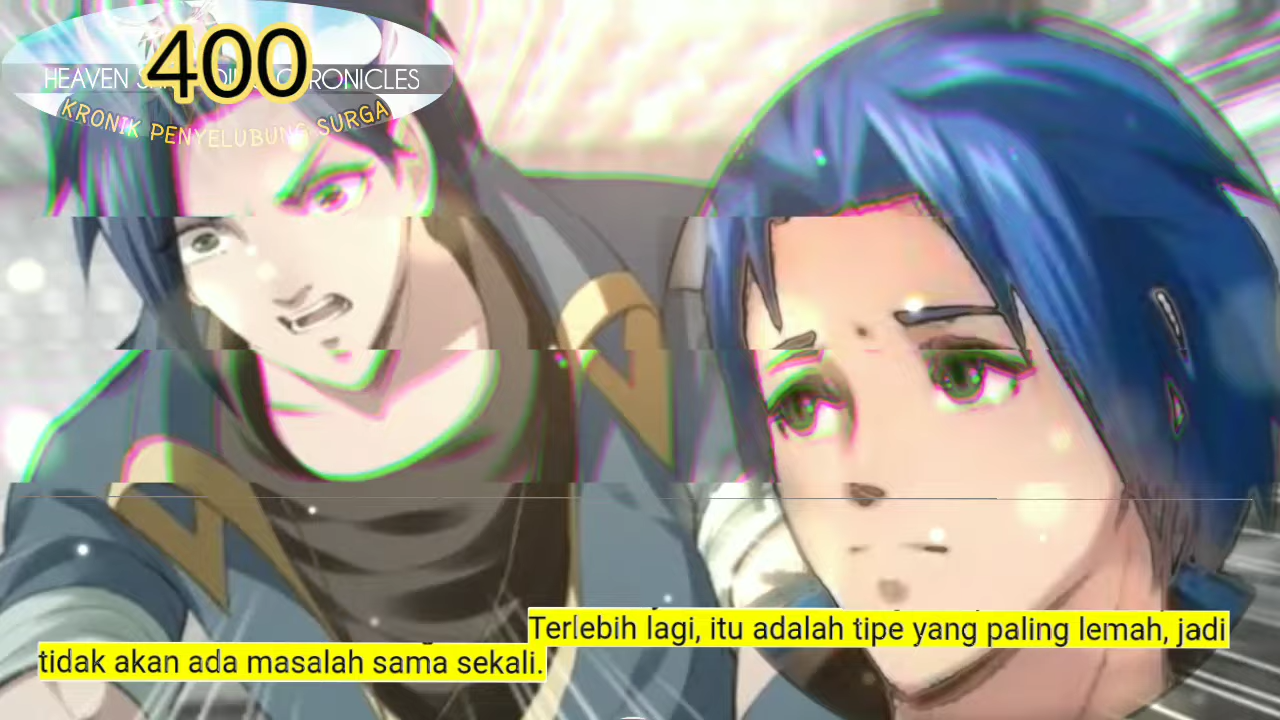 400
HEAVEN RONICLES
KRONIK PENYELUBUNG SURGA
Terlebih lagi, itu adalah tipe yang paling lemah, jadi
tidak akan ada masalah sama sekali.